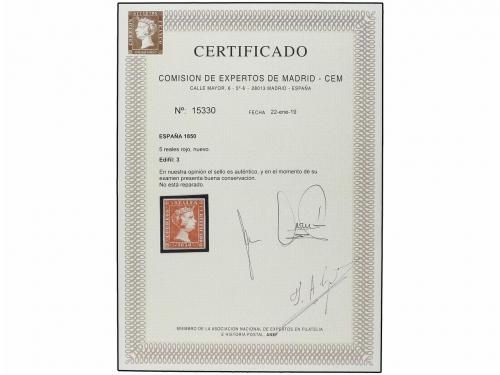 CERTIFICADO
COMISION DE EXPERTOS DE MADRID - CEM
CALLE MAYOR, 6 - 5º-6 - 28013 MADRID - ESPAÑA
Nº: 15330 FECHA 22-ene-19
ESPAÑA 1850
5 reales rojo, nuevo.
Edifil: 3
En nuestra opinión el sello es auténtico, y en el momento de su
examen presenta buena conservación.
No está reparado.
MIEMBRO DE LA ASOCIACION NACIONAL DE EXPERTOS EN FILATELIA
E HISTORIA POSTAL, ANEF